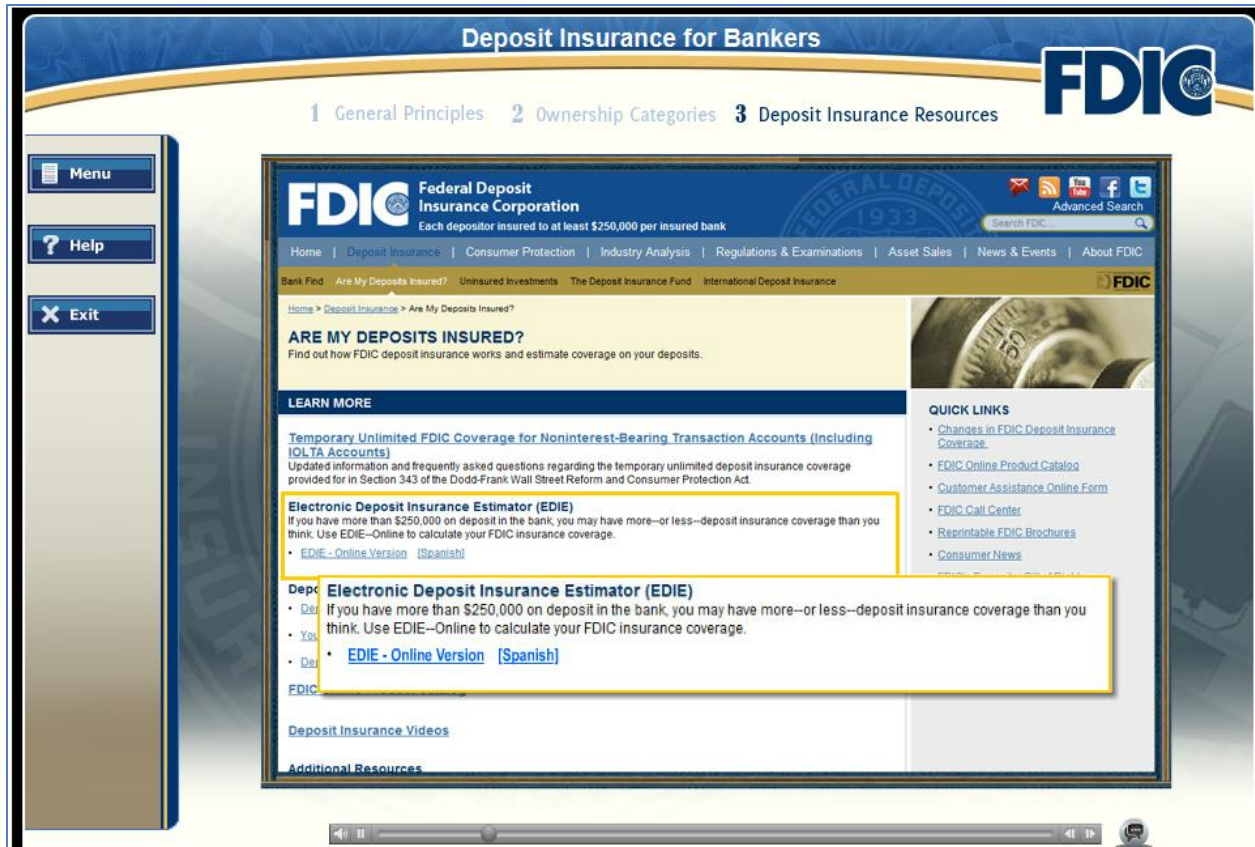 Deposit Insurance for Bankers
FDIC
1 General Principles 2 Ownership Categories 3 Deposit Insurance Resources
Menu
? Help
X Exit
FDIC Federal Deposit
Insurance Corporation
Each depositor insured to at least $250,000 per insured bank
You
Tube
Advanced Search
Search FDIC...
Home | Deposit Insurance | Consumer Protection | Industry Analysis | Regulations & Examinations | Asset Sales | News & Events | About FDIC
Bank Find Are My Deposits Insured? Uninsured Investments The Deposit Insurance Fund International Deposit Insurance
FDIC
Home > Deposit Insurance > Are My Deposits Insured?
ARE MY DEPOSITS INSURED?
Find out how FDIC deposit insurance works and estimate coverage on your deposits.
LEARN MORE
Temporary Unlimited FDIC Coverage for Noninterest-Bearing Transaction Accounts (Including
IOLTA Accounts)
Updated information and frequently asked questions regarding the temporary unlimited deposit insurance coverage
provided for in Section 343 of the Dodd-Frank Wall Street Reform and Consumer Protection Act.
Electronic Deposit Insurance Estimator (EDIE)
If you have more than $250,000 on deposit in the bank, you may have more--or less--deposit insurance coverage than you
think. Use EDIE--Online to calculate your FDIC insurance coverage.
• EDIE - Online Version [Spanish]
Electronic Deposit Insurance Estimator (EDIE)
If you have more than $250,000 on deposit in the bank, you may have more--or less--deposit insurance coverage than you
think. Use EDIE--Online to calculate your FDIC insurance coverage.
• EDIE - Online Version [Spanish]
FDIC
Deposit Insurance Videos
Additional Resources
QUICK LINKS
• Changes in FDIC Deposit Insurance
Coverage
• FDIC Online Product Catalog
• Customer Assistance Online Form
• FDIC Call Center
• Reprintable FDIC Brochures
• Consumer News